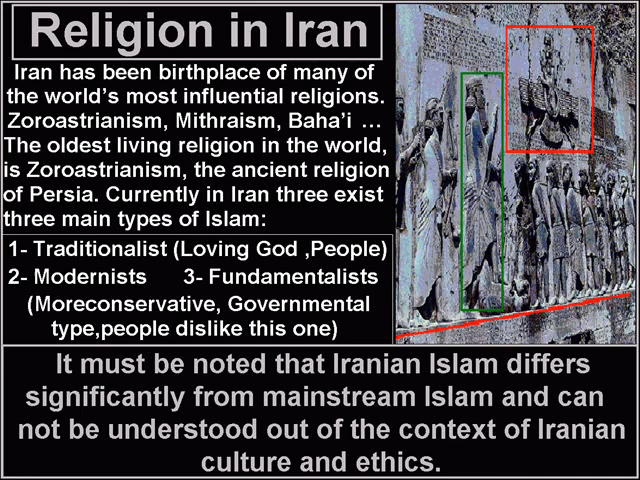 Religion in Iran
Iran has been birthplace of many of
the world's most influential religions.
Zoroastrianism, Mithraism, Baha'i ...
The oldest living religion in the world,
is Zoroastrianism, the ancient religion
of Persia. Currently in Iran three exist
three main types of Islam:
1- Traditionalist (Loving God ,People)
2- Modernists 3- Fundamentalists
(Moreconservative, Governmental
type,people dislike this one)
It must be noted that Iranian Islam differs
significantly from mainstream Islam and can
not be understood out of the context of Iranian
culture and ethics.